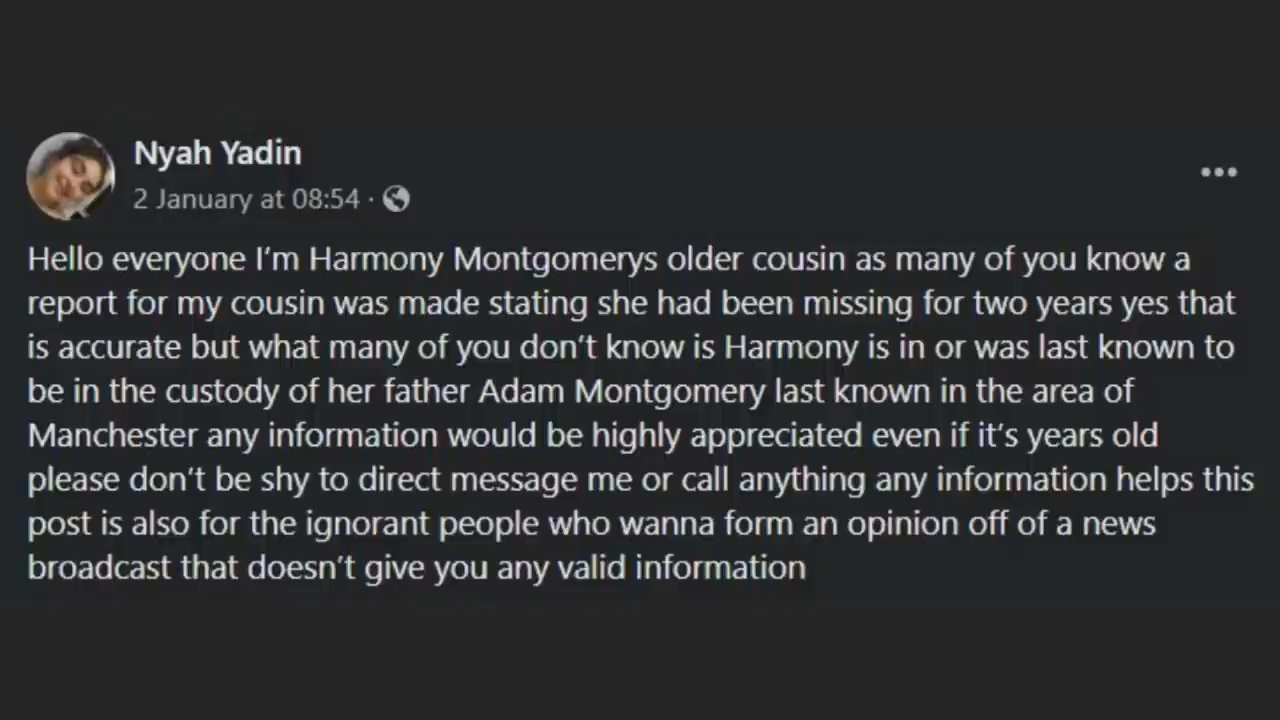 Nyah Yadin
2 January at 08:54 ·
Hello everyone I’m Harmony Montgomerys older cousin as many of you know a
report for my cousin was made stating she had been missing for two years yes that
is accurate but what many of you don’t know is Harmony is in or was last known to
be in the custody of her father Adam Montgomery last known in the area of
Manchester any information would be highly appreciated even if it’s years old
please don’t be shy to direct message me or call anything any information helps this
post is also for the ignorant people who wanna form an opinion off of a news
broadcast that doesn’t give you any valid information